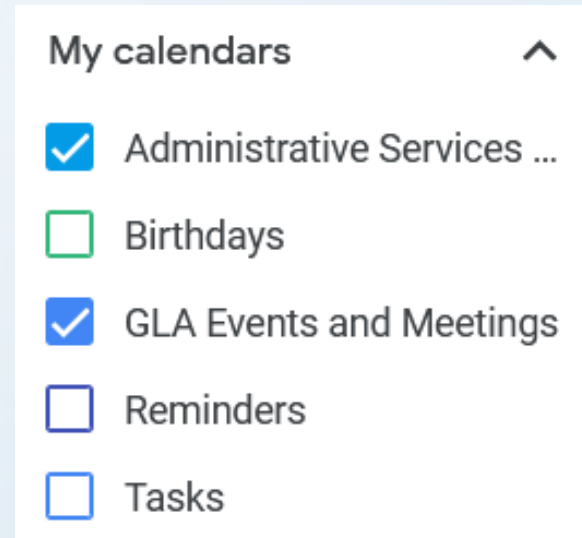 My calendars
Administrative Services ...
Birthdays
GLA Events and Meetings
Reminders
Tasks